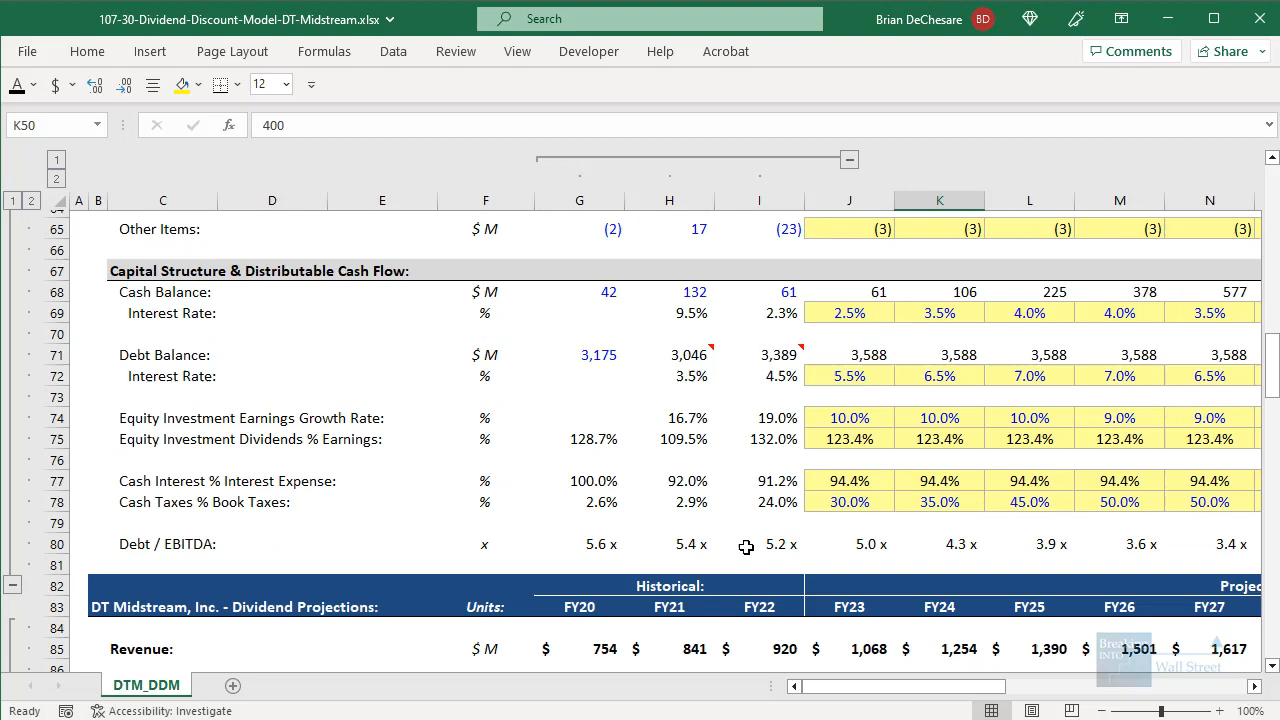 107-30-Dividend-Discount-Model-DT-Midstream.xlsx
Search
Brian DeChesare BD
File Home Insert Page Layout Formulas Data Review View Developer Help Acrobat Comments Share
A $ 12
K50 fx 400
1
2
1 2 A B C D E F G H I J K L M N
65 Other Items: $ M (2) 17 (23) (3) (3) (3) (3) (3)
66
67 Capital Structure & Distributable Cash Flow:
68 Cash Balance: $ M 42 132 61 61 106 225 378 577
69 Interest Rate: % 9.5% 2.3% 2.5% 3.5% 4.0% 4.0% 3.5%
70
71 Debt Balance: $ M 3,175 3,046 3,389 3,588 3,588 3,588 3,588 3,588
72 Interest Rate: % 3.5% 4.5% 5.5% 6.5% 7.0% 7.0% 6.5%
73
74 Equity Investment Earnings Growth Rate: % 16.7% 19.0% 10.0% 10.0% 10.0% 9.0% 9.0%
75 Equity Investment Dividends % Earnings: % 128.7% 109.5% 132.0% 123.4% 123.4% 123.4% 123.4% 123.4%
76
77 Cash Interest % Interest Expense: % 100.0% 92.0% 91.2% 94.4% 94.4% 94.4% 94.4% 94.4%
78 Cash Taxes % Book Taxes: % 2.6% 2.9% 24.0% 30.0% 35.0% 45.0% 50.0% 50.0%
79
80 Debt / EBITDA: x 5.6 x 5.4 x 5.2 x 5.0 x 4.3 x 3.9 x 3.6 x 3.4 x
81
82 Historical: Projec
83 DT Midstream, Inc. - Dividend Projections: Units: FY20 FY21 FY22 FY23 FY24 FY25 FY26 FY27
84
85 Revenue: $ M $ 754 $ 841 $ 920 $ 1,068 $ 1,254 $ 1,390 $ 1,501 $ 1,617
Breaking INTO Wall Street
DTM_DDM
Ready Accessibility: Investigate 100%